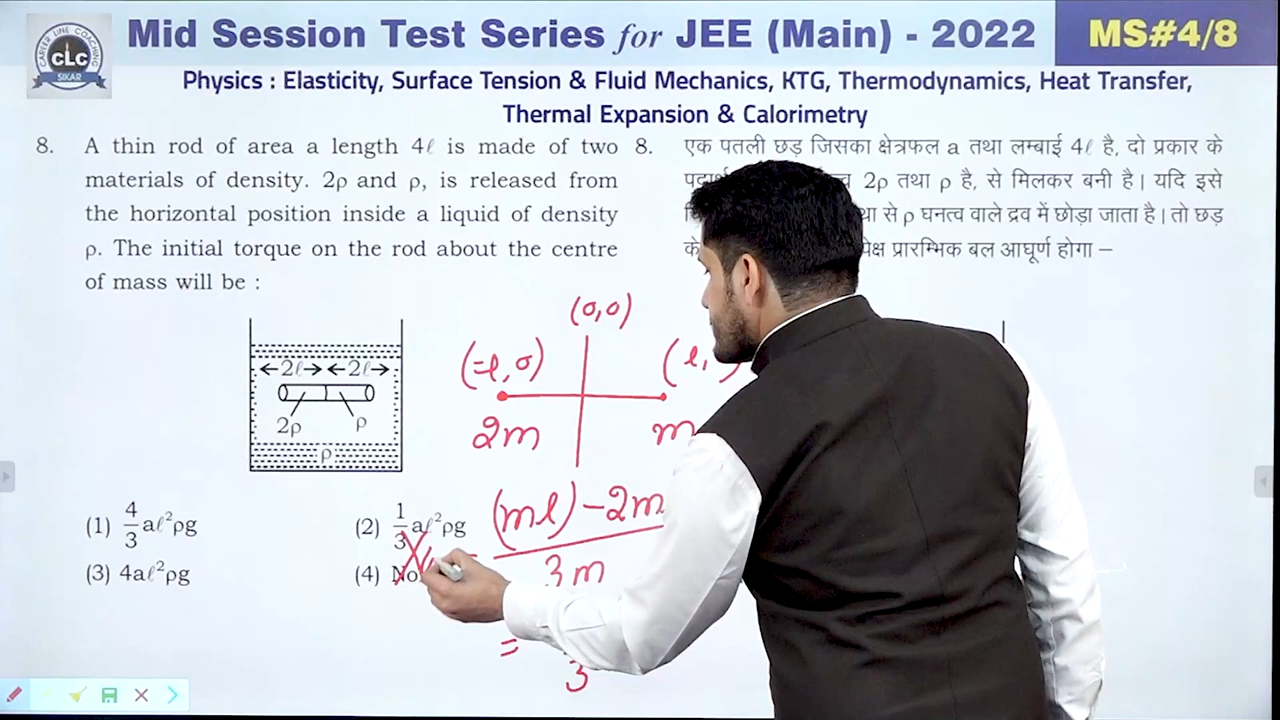 CAREER LINE COACHING
CLC
SIKAR
Mid Session Test Series for JEE (Main) - 2022
MS#4/8
Physics : Elasticity, Surface Tension & Fluid Mechanics, KTG, Thermodynamics, Heat Transfer,
Thermal Expansion & Calorimetry
8. A thin rod of area a length 4ℓ is made of two
materials of density. 2ρ and ρ, is released from
the horizontal position inside a liquid of density
ρ. The initial torque on the rod about the centre
of mass will be :
2ℓ 2ℓ
2ρ ρ
ρ
(1) 4/3 aℓ²ρg (2) 1/3 aℓ²ρg
(3) 4aℓ²ρg (4)
8. एक पतली छड़ जिसका क्षेत्रफल a तथा लम्बाई 4ℓ है, दो प्रकार के
2ρ तथा ρ है, से मिलकर बनी है। यदि इसे
से ρ घनत्व वाले द्रव में छोड़ा जाता है। तो छड़
के प्रारम्भिक बल आघूर्ण होगा –
(0,0)
(-ℓ,0) (ℓ,
2m m
(mℓ) - 2m
3m
=
3